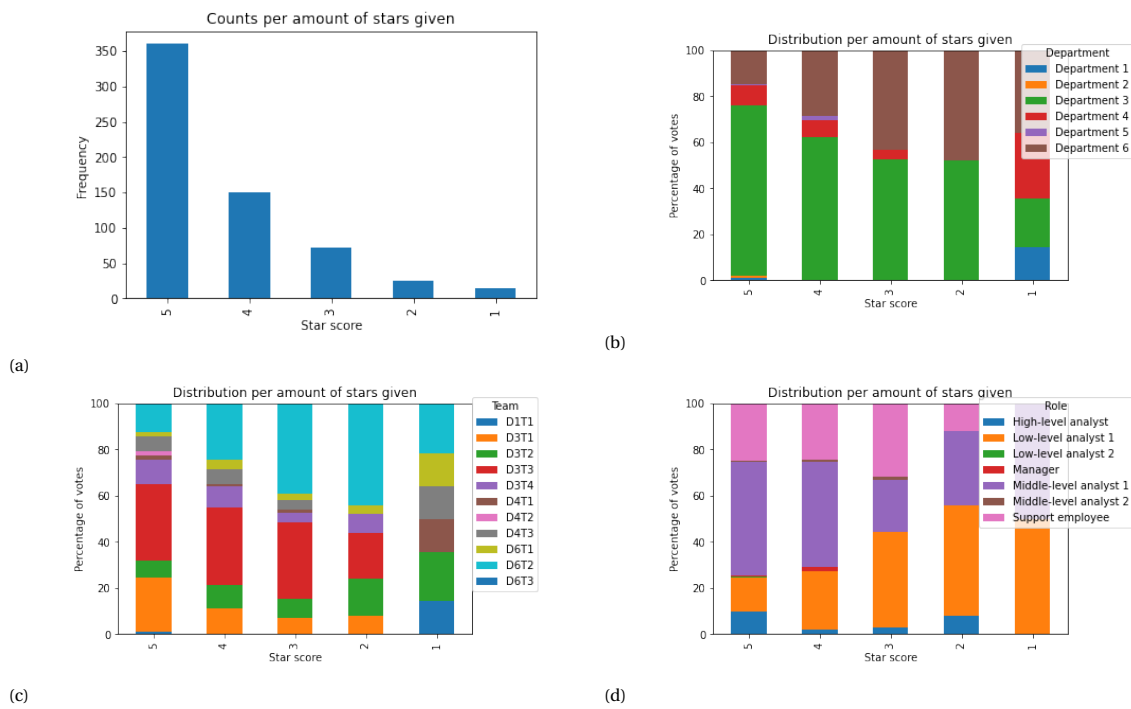 Counts per amount of stars given
350
300
250
200
150
100
50
0
Frequency
5
4
3
2
1
Star score
(a)
Distribution per amount of stars given
100
80
60
40
20
0
Percentage of votes
Department
Department 1
Department 2
Department 3
Department 4
Department 5
Department 6
5
4
3
2
1
Star score
(b)
Distribution per amount of stars given
100
80
60
40
20
0
Percentage of votes
Team
D1T1
D3T1
D3T2
D3T3
D3T4
D4T1
D4T2
D4T3
D6T1
D6T2
D6T3
5
4
3
2
1
Star score
(c)
Distribution per amount of stars given
100
80
60
40
20
0
Percentage of votes
Role
High-level analyst
Low-level analyst 1
Low-level analyst 2
Manager
Middle-level analyst 1
Middle-level analyst 2
Support employee
5
4
3
2
1
Star score
(d)